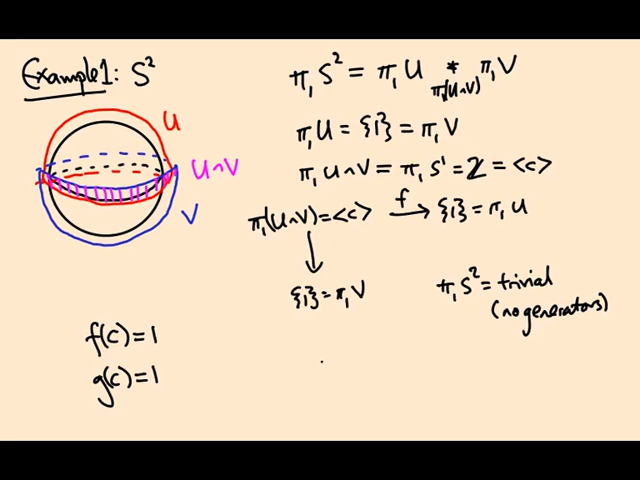 Example 1: S²
π₁S² = π₁U *_{π₁(U∩V)} π₁V
U
U∩V
V
π₁U = {1} = π₁V
π₁ U∩V = π₁S¹ = ℤ = <c>
π₁(U∩V) = <c> —f→ {1} = π₁U
↓
{1} = π₁V
π₁S² = trivial
(no generators)
f(c) = 1
g(c) = 1